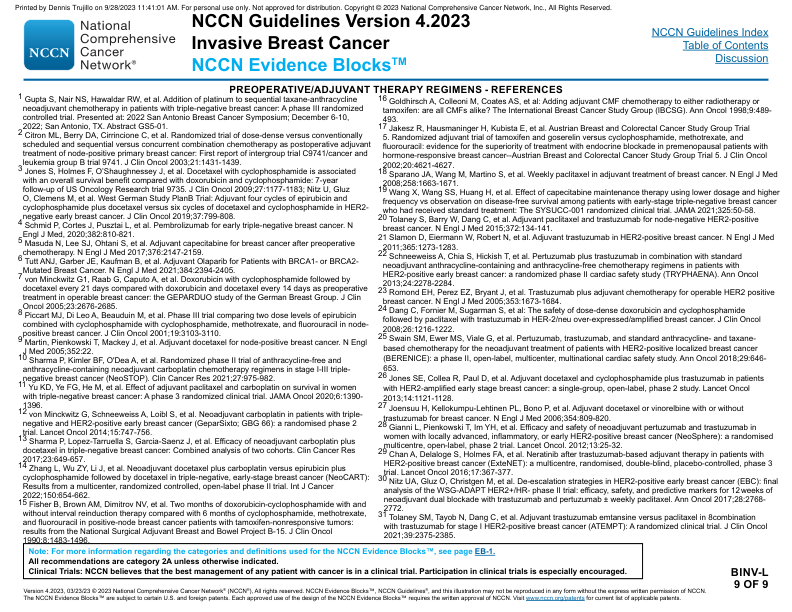 Printed by Dennis Trujillo on 9/28/2023 11:41:01 AM. For personal use only. Not approved for distribution. Copyright © 2023 National Comprehensive Cancer Network, Inc., All Rights Reserved.
NCCN
National
Comprehensive
Cancer
Network®
NCCN Guidelines Version 4.2023
Invasive Breast Cancer
NCCN Evidence Blocks™
NCCN Guidelines Index
Table of Contents
Discussion
PREOPERATIVE/ADJUVANT THERAPY REGIMENS - REFERENCES
1 Gupta S, Nair NS, Hawaldar RW, et al. Addition of platinum to sequential taxane-anthracycline
neoadjuvant chemotherapy in patients with triple-negative breast cancer: A phase III randomized
controlled trial. Presented at: 2022 San Antonio Breast Cancer Symposium; December 6-10,
2022; San Antonio, TX. Abstract GS5-01.
2 Citron ML, Berry DA, Cirrincione C, et al. Randomized trial of dose-dense versus conventionally
scheduled and sequential versus concurrent combination chemotherapy as postoperative adjuvant
treatment of node-positive primary breast cancer: First report of intergroup trial C9741/cancer and
leukemia group B trial 9741. J Clin Oncol 2003;21:1431-1439.
3 Jones S, Holmes F, O'Shaughnessey J, et al. Docetaxel with cyclophosphamide is associated
with an overall survival benefit compared with doxorubicin and cyclophosphamide: 7-year
follow-up of US Oncology Research trial 9735. J Clin Oncol 2009;27:1177-1183; Nitz U, Gluz
O, Clemens M, et al. West German Study PlanB Trial: Adjuvant four cycles of epirubicin and
cyclophosphamide plus docetaxel versus six cycles of docetaxel and cyclophosphamide in HER2-
negative early breast cancer. J Clin Oncol 2019;37:799-808.
4 Schmid P, Cortes J, Pusztai L, et al. Pembrolizumab for early triple-negative breast cancer. N
Engl J Med, 2020;382:810-821.
5 Masuda N, Lee SJ, Ohtani S, et al. Adjuvant capecitabine for breast cancer after preoperative
chemotherapy. N Engl J Med 2017;376:2147-2159.
6 Tutt ANJ, Garber JE, Kaufman B, et al. Adjuvant Olaparib for Patients with BRCA1- or BRCA2-
Mutated Breast Cancer. N Engl J Med 2021;384:2394-2405.
7 von Minckwitz G1, Raab G, Caputo A, et al. Doxorubicin with cyclophosphamide followed by
docetaxel every 21 days compared with doxorubicin and docetaxel every 14 days as preoperative
treatment in operable breast cancer: the GEPARDUO study of the German Breast Group. J Clin
Oncol 2005;23:2676-2685.
8 Piccart MJ, Di Leo A, Beauduin M, et al. Phase III trial comparing two dose levels of epirubicin
combined with cyclophosphamide with cyclophosphamide, methotrexate, and fluorouracil in node-
positive breast cancer. J Clin Oncol 2001;19:3103-3110.
9 Martin, Pienkowski T, Mackey J, et al. Adjuvant docetaxel for node-positive breast cancer. N Eng
J Med 2005;352:22.
10 Sharma P, Kimler BF, O'Dea A, et al. Randomized phase II trial of anthracycline-free and
anthracycline-containing neoadjuvant carboplatin chemotherapy regimens in stage I-III triple-
negative breast cancer (NeoSTOP). Clin Cancer Res 2021;27:975-982.
11 Yu KD, Ye FG, He M, et al. Effect of adjuvant paclitaxel and carboplatin on survival in women
with triple-negative breast cancer: A phase 3 randomized clinical trial. JAMA Oncol 2020;6:1390-
1396.
12 von Minckwitz G, Schneeweiss A, Loibl S, et al. Neoadjuvant carboplatin in patients with triple-
negative and HER2-positive early breast cancer (GeparSixto; GBG 66): a randomised phase 2
trial. Lancet Oncol 2014;15:747-756.
13 Sharma P, Lopez-Tarruella S, Garcia-Saenz J, et al. Efficacy of neoadjuvant carboplatin plus
docetaxel in triple-negative breast cancer: Combined analysis of two cohorts. Clin Cancer Res
2017;23:649-657.
14 Zhang L, Wu ZY, Li J, et al. Neoadjuvant docetaxel plus carboplatin versus epirubicin plus
cyclophosphamide followed by docetaxel in triple-negative, early-stage breast cancer (NeoCART):
Results from a multicenter, randomized controlled, open-label phase II trial. Int J Cancer
2022;150:654-662.
15 Fisher B, Brown AM, Dimitrov NV, et al. Two months of doxorubicin-cyclophosphamide with and
without interval reinduction therapy compared with 6 months of cyclophosphamide, methotrexate,
and fluorouracil in positive-node breast cancer patients with tamoxifen-nonresponsive tumors:
results from the National Surgical Adjuvant Breast and Bowel Project B-15. J Clin Oncol
1990;8:1483-1496.
16 Goldhirsch A, Colleoni M, Coates AS, et al: Adding adjuvant CMF chemotherapy to either radiotherapy or
tamoxifen: are all CMFs alike? The International Breast Cancer Study Group (IBCSG). Ann Oncol 1998;9:489-
493.
17 Jakesz R, Hausmaninger H, Kubista E, et al. Austrian Breast and Colorectal Cancer Study Group Trial
5. Randomized adjuvant trial of tamoxifen and goserelin versus cyclophosphamide, methotrexate, and
fluorouracil: evidence for the superiority of treatment with endocrine blockade in premenopausal patients with
hormone-responsive breast cancer--Austrian Breast and Colorectal Cancer Study Group Trial 5. J Clin Oncol
2002;20:4621-4627.
18 Sparano JA, Wang M, Martino S, et al. Weekly paclitaxel in adjuvant treatment of breast cancer. N Engl J Med
2008;258:1663-1671.
19 Wang X, Wang SS, Huang H, et al. Effect of capecitabine maintenance therapy using lower dosage and higher
frequency vs observation on disease-free survival among patients with early-stage triple-negative breast cancer
who had received standard treatment: The SYSUCC-001 randomized clinical trial. JAMA 2021;325:50-58.
20 Tolaney S, Barry W, Dang C, et al. Adjuvant paclitaxel and trastuzumab for node-negative HER2-positive
breast cancer. N Engl J Med 2015;372:134-141.
21 Slamon D, Eiermann W, Robert N, et al. Adjuvant trastuzumab in HER2-positive breast cancer. N Engl J Med
2011;365:1273-1283.
22 Schneeweiss A, Chia S, Hickish T, et al. Pertuzumab plus trastuzumab in combination with standard
neoadjuvant anthracycline-containing and anthracycline-free chemotherapy regimens in patients with
HER2-positive early breast cancer: a randomized phase II cardiac safety study (TRYPHAENA). Ann Oncol
2013;24:2278-2284.
23 Romond EH, Perez EZ, Bryant J, et al. Trastuzumab plus adjuvant chemotherapy for operable HER2 positive
breast cancer. N Engl J Med 2005;353:1673-1684.
24 Dang C, Fornier M, Sugarman S, et al: The safety of dose-dense doxorubicin and cyclophosphamide
followed by paclitaxel with trastuzumab in HER-2/neu over-expressed/amplified breast cancer. J Clin Oncol
2008;26:1216-1222.
25 Swain SM, Ewer MS, Viale G, et al. Pertuzumab, trastuzumab, and standard anthracycline- and taxane-
based chemotherapy for the neoadjuvant treatment of patients with HER2-positive localized breast cancer
(BERENICE): a phase II, open-label, multicenter, multinational cardiac safety study. Ann Oncol 2018;29:646-
653.
26 Jones SE, Collea R, Paul D, et al. Adjuvant docetaxel and cyclophosphamide plus trastuzumab in patients
with HER2-amplified early stage breast cancer: a single-group, open-label, phase 2 study. Lancet Oncol
2013;14:1121-1128.
27 Joensuu H, Kellokumpu-Lehtinen PL, Bono P, et al. Adjuvant docetaxel or vinorelbine with or without
trastuzumab for breast cancer. N Engl J Med 2006;354:809-820.
28 Gianni L, Pienkowski T, Im YH, et al. Efficacy and safety of neoadjuvant pertuzumab and trastuzumab in
women with locally advanced, inflammatory, or early HER2-positive breast cancer (NeoSphere): a randomised
multicentre, open-label, phase 2 trial. Lancet Oncol. 2012;13:25-32.
29 Chan A, Delaloge S, Holmes FA, et al. Neratinib after trastuzumab-based adjuvant therapy in patients with
HER2-positive breast cancer (ExteNET): a multicentre, randomised, double-blind, placebo-controlled, phase 3
trial. Lancet Oncol 2016;17:367-377.
30 Nitz UA, Gluz O, Christgen M, et al. De-escalation strategies in HER2-positive early breast cancer (EBC): final
analysis of the WSG-ADAPT HER2+/HR- phase II trial: efficacy, safety, and predictive markers for 12 weeks of
neoadjuvant dual blockade with trastuzumab and pertuzumab ± weekly paclitaxel. Ann Oncol 2017;28:2768-
2772.
31 Tolaney SM, Tayob N, Dang C, et al. Adjuvant trastuzumab emtansine versus paclitaxel in 8combination
with trastuzumab for stage I HER2-positive breast cancer (ATEMPT): A randomized clinical trial. J Clin Oncol
2021;39:2375-2385.
Note: For more information regarding the categories and definitions used for the NCCN Evidence Blocks™, see page EB-1.
All recommendations are category 2A unless otherwise indicated.
Clinical Trials: NCCN believes that the best management of any patient with cancer is in a clinical trial. Participation in clinical trials is especially encouraged.
BINV-L
9 OF 9
Version 4.2023, 03/23/23 © 2023 National Comprehensive Cancer Network® (NCCN®), All rights reserved. NCCN Evidence Blocks™, NCCN Guidelines®, and this illustration may not be reproduced in any form without the express written permission of NCCN.
The NCCN Evidence Blocks™ are subject to certain U.S. and foreign patents. Each approved use of the design of the NCCN Evidence Blocks™ requires the written approval of NCCN. Visit www.nccn.org/patents for current list of applicable patents.